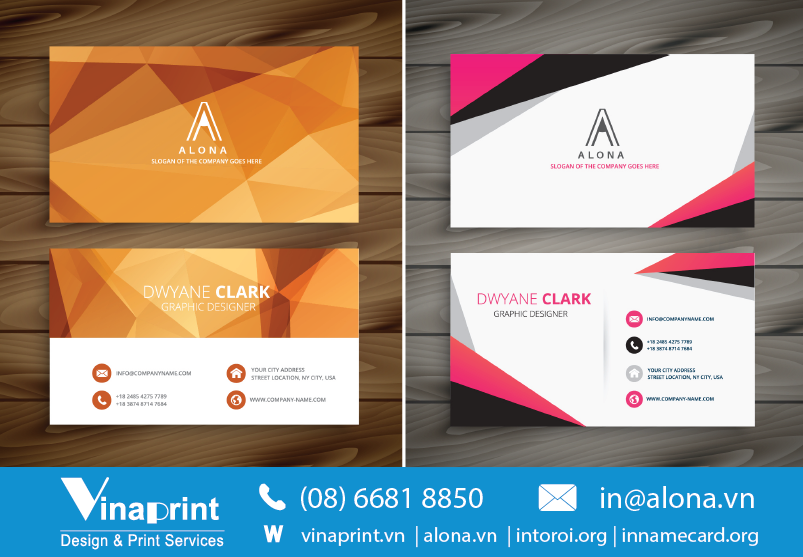 ALONA
SLOGAN OF THE COMPANY GOES HERE
DWYANE CLARK
GRAPHIC DESIGNER
INFO@COMPANYNAME.COM
+18 2485 4275 7789
+18 3874 8714 7684
YOUR CITY ADDRESS
STREET LOCATION, NY CITY, USA
WWW.COMPANY-NAME.COM
ALONA
SLOGAN OF THE COMPANY GOES HERE
DWYANE CLARK
GRAPHIC DESIGNER
INFO@COMPANYNAME.COM
+18 2485 4275 7789
+18 3874 8714 7684
YOUR CITY ADDRESS
STREET LOCATION, NY CITY, USA
WWW.COMPANY-NAME.COM
Vinaprint
Design & Print Services
(08) 6681 8850
in@alona.vn
W vinaprint.vn | alona.vn | intoroi.org | innamecard.org